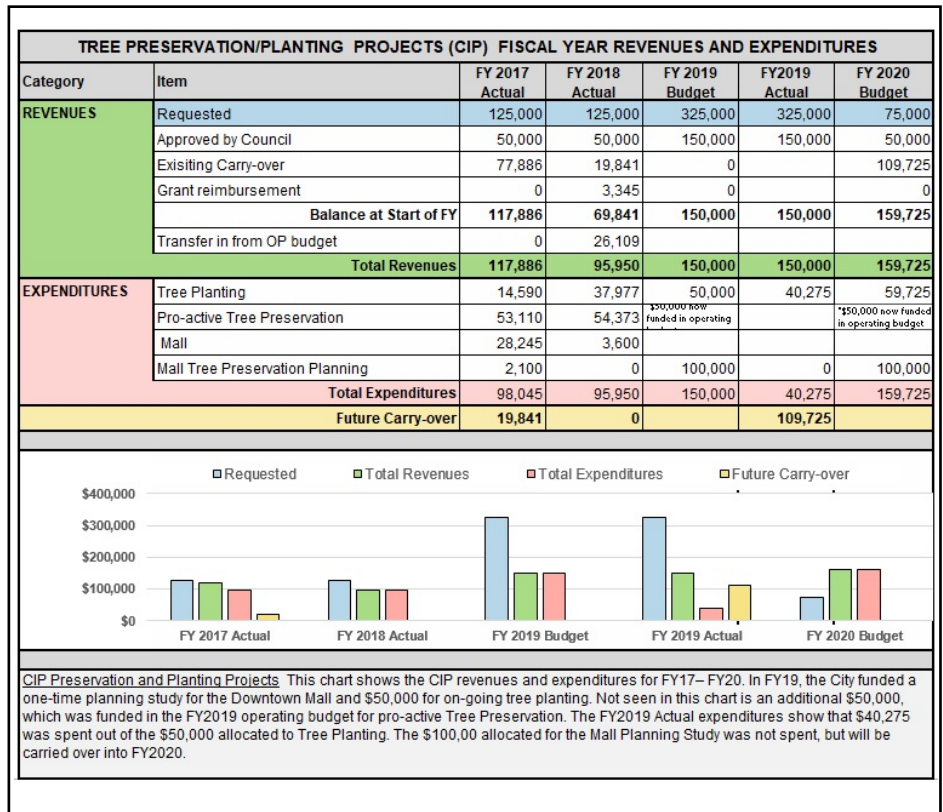 TREE PRESERVATION/PLANTING PROJECTS (CIP) FISCAL YEAR REVENUES AND EXPENDITURES
Category Item FY 2017 Actual FY 2018 Actual FY 2019 Budget FY2019 Actual FY 2020 Budget
REVENUES Requested 125,000 125,000 325,000 325,000 75,000
Approved by Council 50,000 50,000 150,000 150,000 50,000
Exisiting Carry-over 77,886 19,841 0 109,725
Grant reimbursement 0 3,345 0 0
Balance at Start of FY 117,886 69,841 150,000 150,000 159,725
Transfer in from OP budget 0 26,109
Total Revenues 117,886 95,950 150,000 150,000 159,725
EXPENDITURES Tree Planting 14,590 37,977 50,000 40,275 59,725
Pro-active Tree Preservation 53,110 54,373 $50,000 now funded in operating *$50,000 now funded in operating budget
Mall 28,245 3,600
Mall Tree Preservation Planning 2,100 0 100,000 0 100,000
Total Expenditures 98,045 95,950 150,000 40,275 159,725
Future Carry-over 19,841 0 109,725
Requested Total Revenues Total Expenditures Future Carry-over
$400,000
$300,000
$200,000
$100,000
$0
FY 2017 Actual FY 2018 Actual FY 2019 Budget FY 2019 Actual FY 2020 Budget
CIP Preservation and Planting Projects This chart shows the CIP revenues and expenditures for FY17– FY20. In FY19, the City funded a
one-time planning study for the Downtown Mall and $50,000 for on-going tree planting. Not seen in this chart is an additional $50,000,
which was funded in the FY2019 operating budget for pro-active Tree Preservation. The FY2019 Actual expenditures show that $40,275
was spent out of the $50,000 allocated to Tree Planting. The $100,00 allocated for the Mall Planning Study was not spent, but will be
carried over into FY2020.